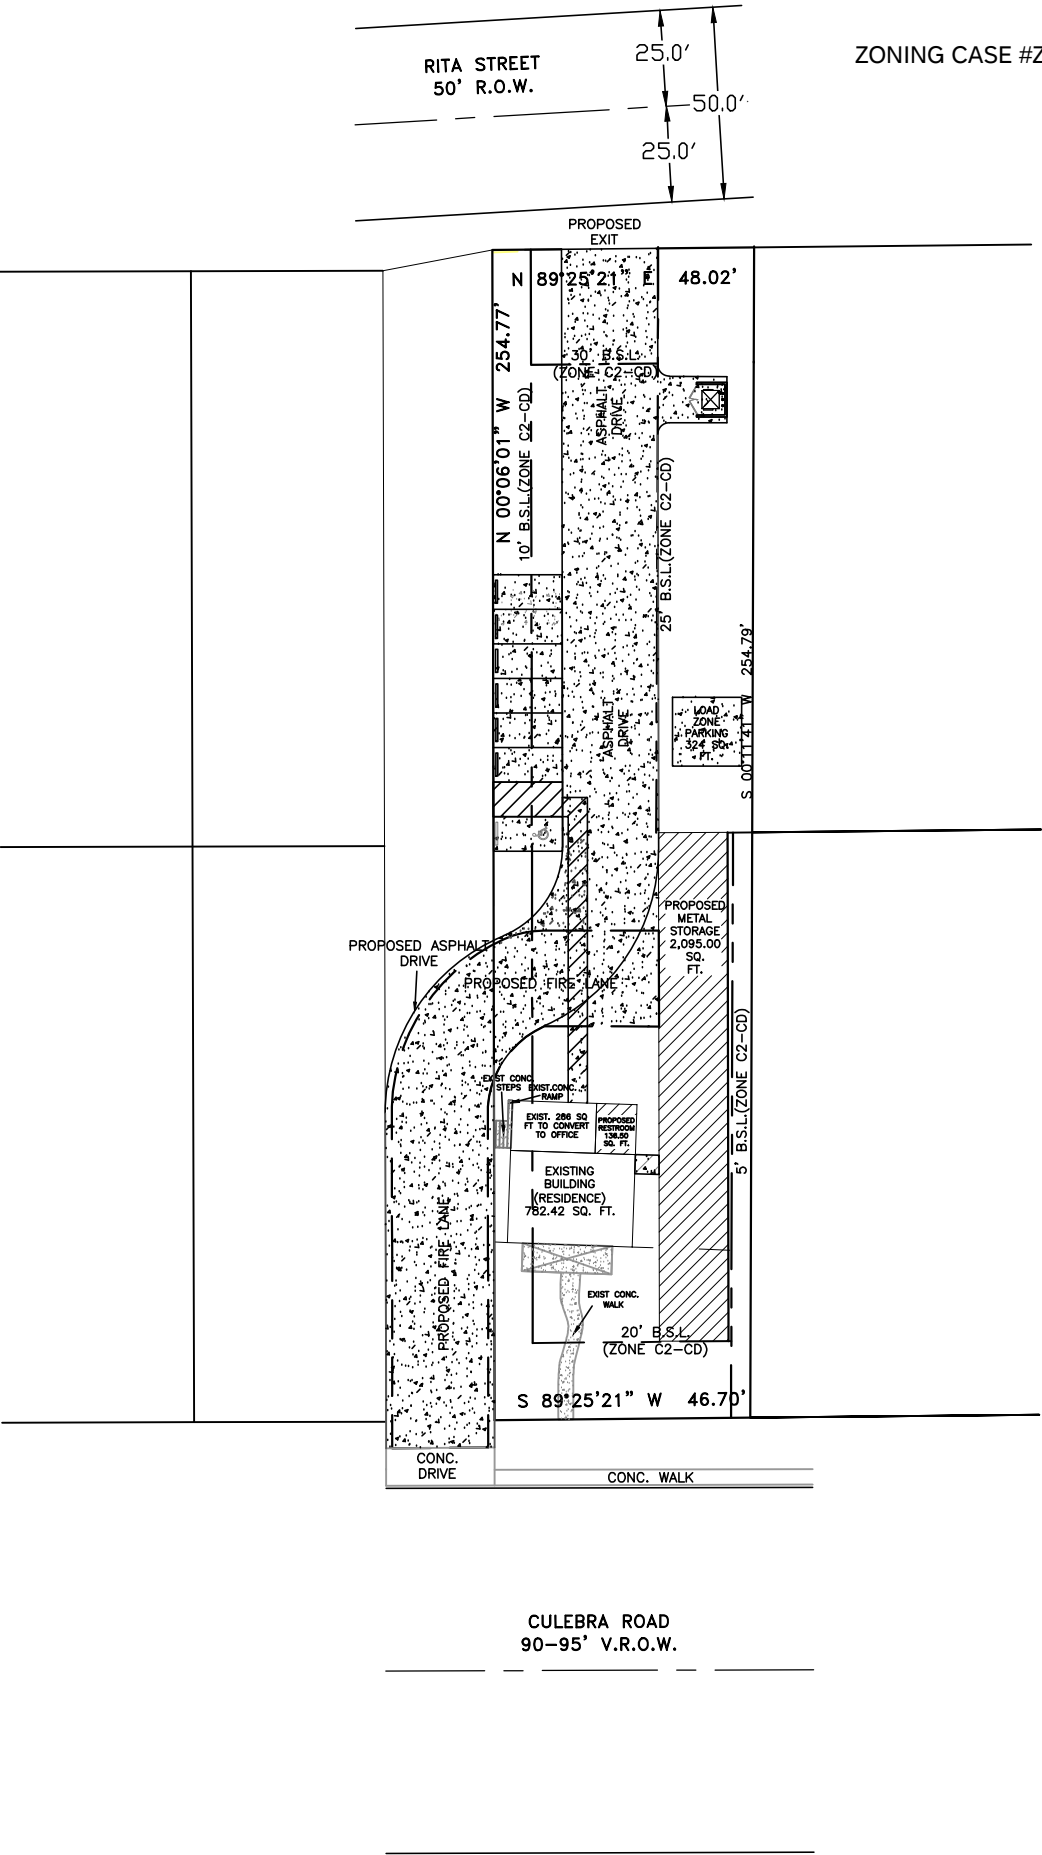 ZONING CASE #Z
RITA STREET
50' R.O.W.
25.0'
50.0'
25.0'
PROPOSED
EXIT
N 89°25'21" E 48.02'
N 00°06'01" W 254.77'
30' B.S.L.
(ZONE C2-CD)
10' B.S.L.(ZONE C2-CD)
ASPHALT
DRIVE
25' B.S.L.(ZONE C2-CD)
S 00°11'41" W 254.79'
ASPHALT
DRIVE
LOAD
ZONE
PARKING
324 SQ.
FT.
PROPOSED
METAL
STORAGE
2,095.00
SQ.
FT.
PROPOSED ASPHALT
DRIVE
PROPOSED FIRE LANE
5' B.S.L.(ZONE C2-CD)
EXIST CONC.
STEPS
EXIST.CONC.
RAMP
EXIST. 286 SQ
FT TO CONVERT
TO OFFICE
PROPOSED
RESTROOM
138.50
SQ. FT.
EXISTING
BUILDING
(RESIDENCE)
782.42 SQ. FT.
PROPOSED FIRE LANE
EXIST CONC.
WALK
20' B.S.L.
(ZONE C2-CD)
S 89°25'21" W 46.70'
CONC.
DRIVE
CONC. WALK
CULEBRA ROAD
90-95' V.R.O.W.